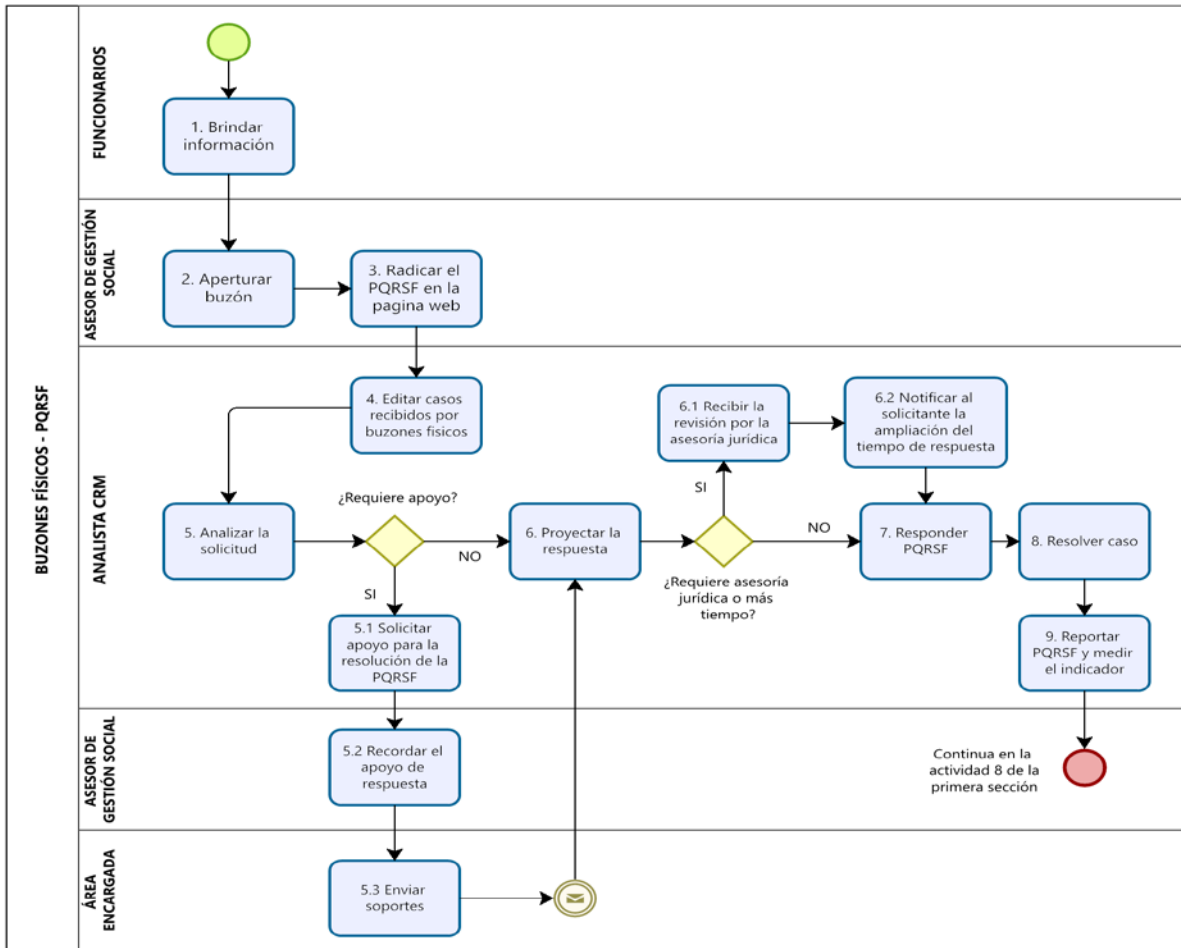 BUZONES FÍSICOS - PQRSF
FUNCIONARIOS
1. Brindar
información
ASESOR DE GESTIÓN
SOCIAL
2. Aperturar
buzón
3. Radicar el
PQRSF en la
pagina web
ANALISTA CRM
4. Editar casos
recibidos por
buzones fisicos
6.1 Recibir la
revisión por la
asesoría jurídica
6.2 Notificar al
solicitante la
ampliación del
tiempo de respuesta
5. Analizar la
solicitud
¿Requiere apoyo?
NO
SI
6. Proyectar la
respuesta
SI
NO
¿Requiere asesoría
jurídica o más
tiempo?
7. Responder
PQRSF
8. Resolver caso
5.1 Solicitar
apoyo para la
resolución de la
PQRSF
9. Reportar
PQRSF y medir
el indicador
ASESOR DE
GESTIÓN SOCIAL
5.2 Recordar el
apoyo de
respuesta
Continua en la
actividad 8 de la
primera sección
ÁREA
ENCARGADA
5.3 Enviar
soportes